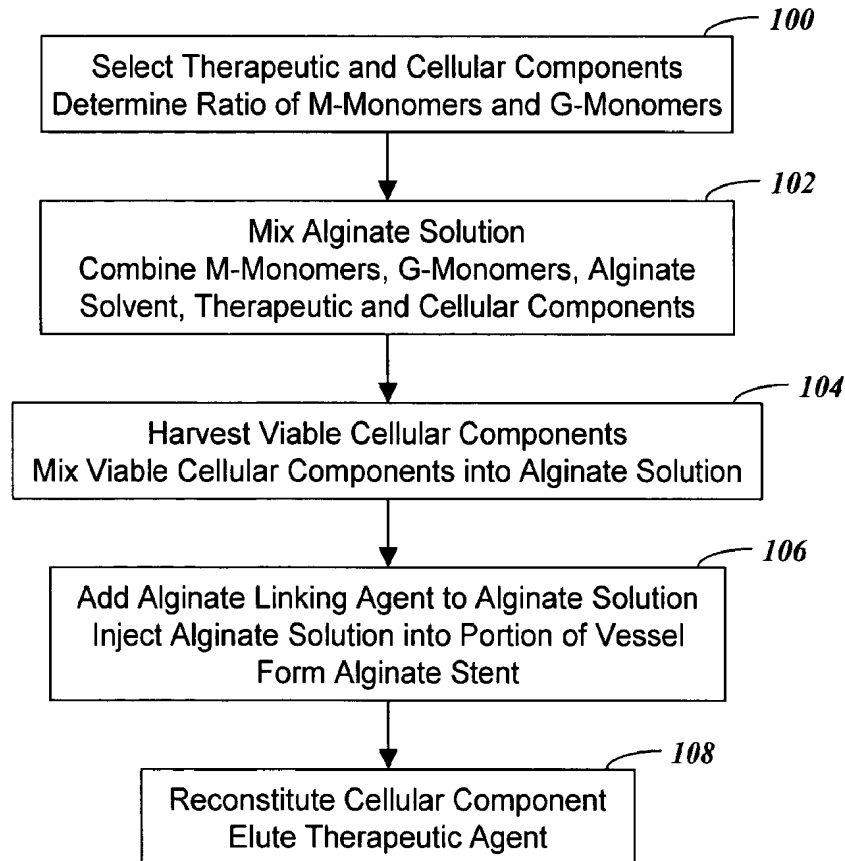 100
Select Therapeutic and Cellular Components
Determine Ratio of M-Monomers and G-Monomers
102
Mix Alginate Solution
Combine M-Monomers, G-Monomers, Alginate
Solvent, Therapeutic and Cellular Components
104
Harvest Viable Cellular Components
Mix Viable Cellular Components into Alginate Solution
106
Add Alginate Linking Agent to Alginate Solution
Inject Alginate Solution into Portion of Vessel
Form Alginate Stent
108
Reconstitute Cellular Component
Elute Therapeutic Agent